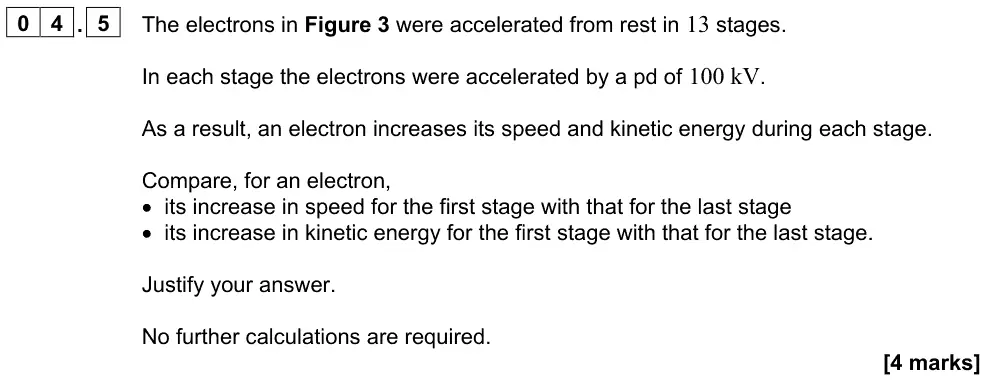 0 4 . 5 The electrons in Figure 3 were accelerated from rest in 13 stages.
In each stage the electrons were accelerated by a pd of 100 kV.
As a result, an electron increases its speed and kinetic energy during each stage.
Compare, for an electron,
• its increase in speed for the first stage with that for the last stage
• its increase in kinetic energy for the first stage with that for the last stage.
Justify your answer.
No further calculations are required.
[4 marks]